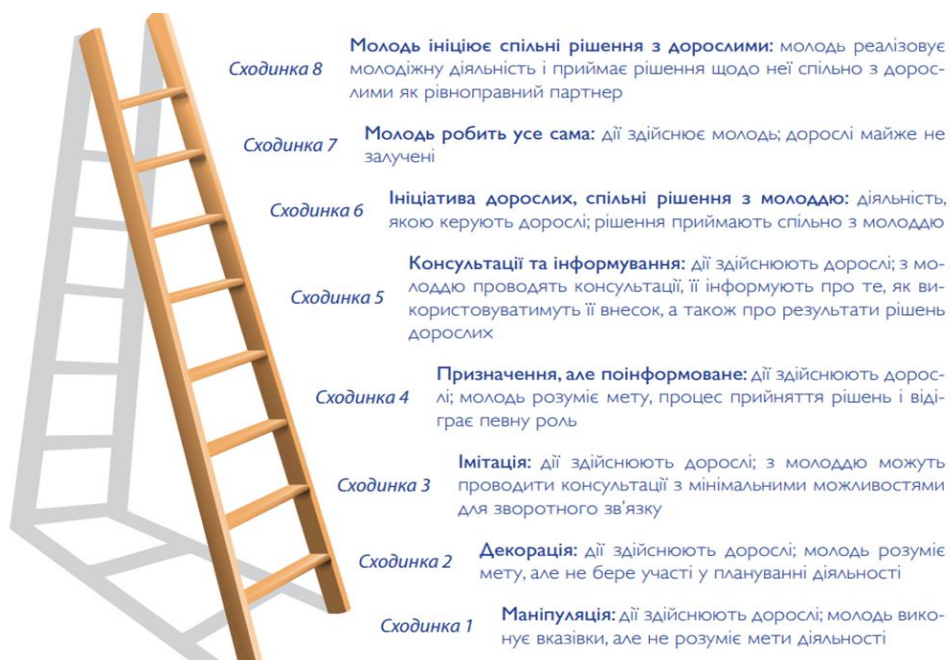 Сходинка 8
Молодь ініціює спільні рішення з дорослими: молодь реалізовує
молодіжну діяльність і приймає рішення щодо неї спільно з дорос-
лими як рівноправний партнер
Сходинка 7
Молодь робить усе сама: дії здійснює молодь; дорослі майже не
залучені
Сходинка 6
Ініціатива дорослих, спільні рішення з молоддю: діяльність,
якою керують дорослі; рішення приймають спільно з молоддю
Сходинка 5
Консультації та інформування: дії здійснюють дорослі; з мо-
лоддю проводять консультації, її інформують про те, як ви-
користовуватимуть її внесок, а також про результати рішень
дорослих
Сходинка 4
Призначення, але поінформоване: дії здійснюють дорос-
лі; молодь розуміє мету, процес прийняття рішень і віді-
грає певну роль
Сходинка 3
Імітація: дії здійснюють дорослі; з молоддю можуть
проводити консультації з мінімальними можливостями
для зворотного зв'язку
Сходинка 2
Декорація: дії здійснюють дорослі; молодь розуміє
мету, але не бере участі у плануванні діяльності
Сходинка 1
Маніпуляція: дії здійснюють дорослі; молодь вико-
нує вказівки, але не розуміє мети діяльності